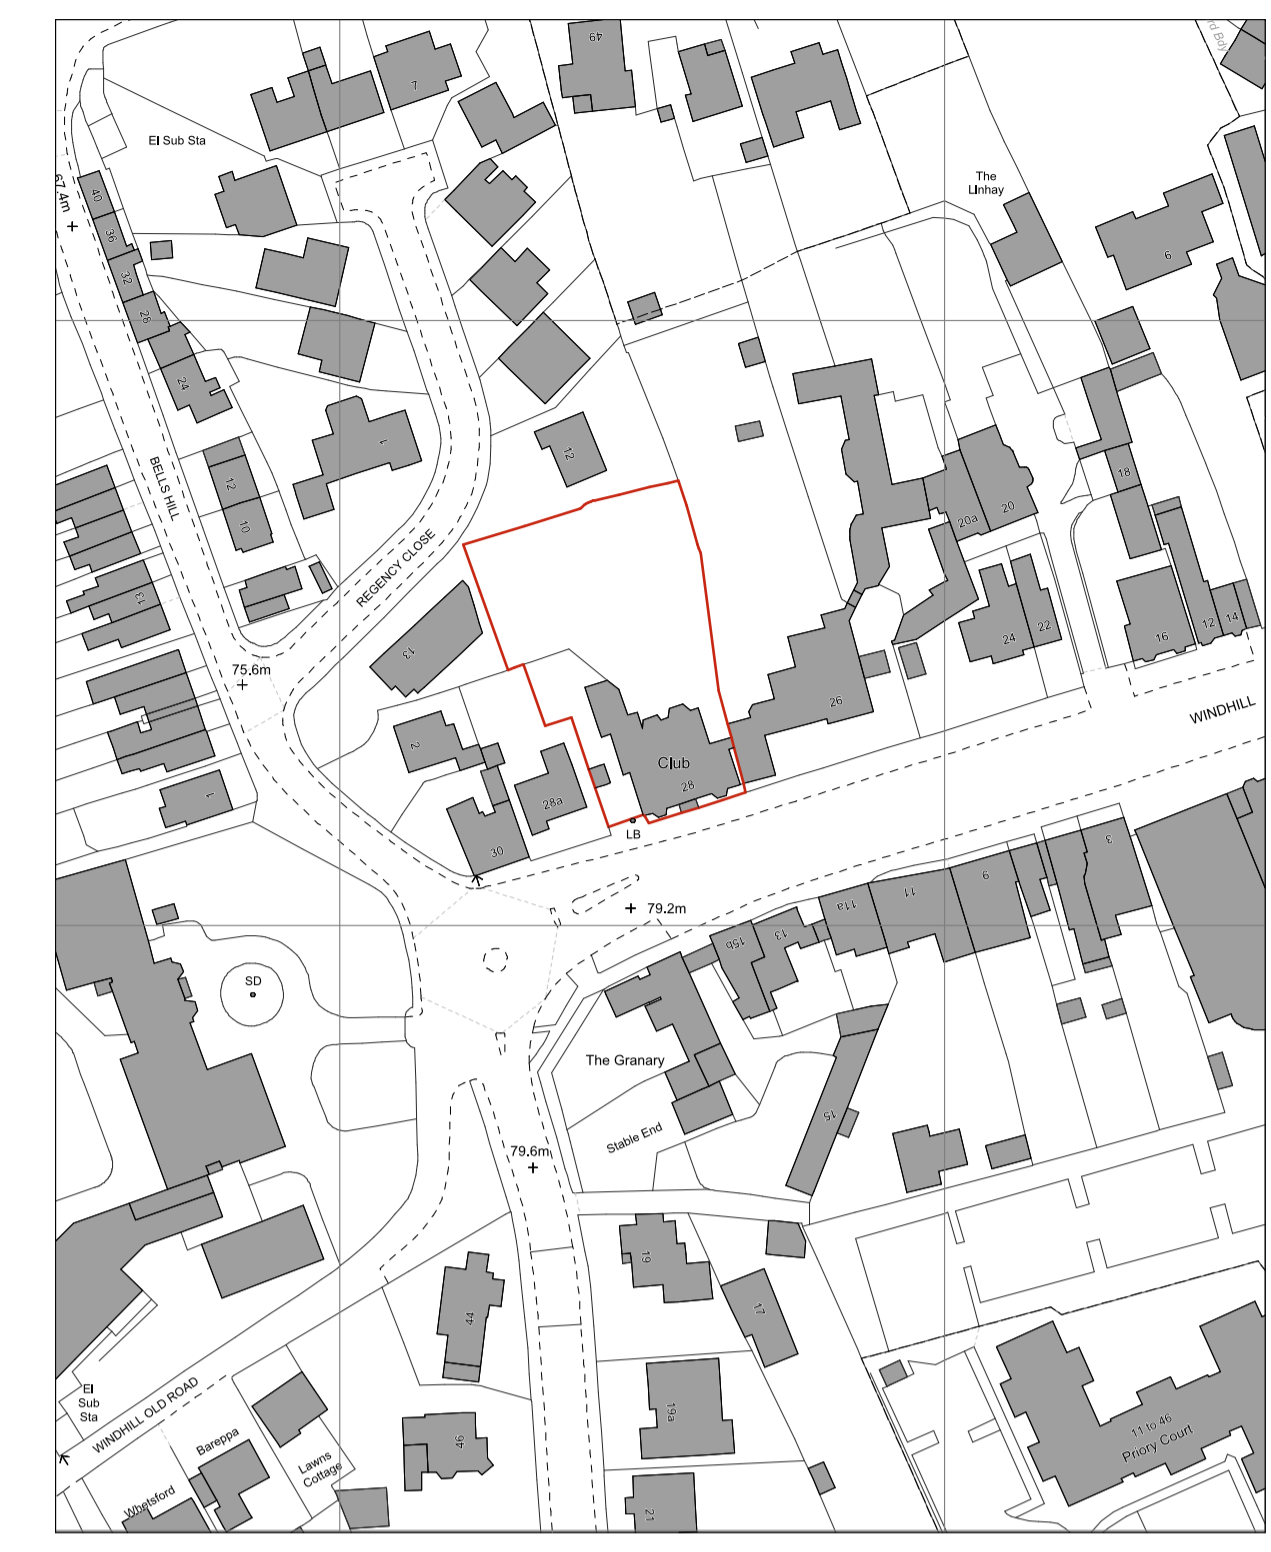 49
7
rd Bdy
El Sub Sta
The
Linhay
67.4m
40
36
32
28
24
6
1
12
12
10
BELLS HILL
REGENCY CLOSE
13
13
75.6m
2
1
18
20a
20
24
22
16
12
14
26
WINDHILL
Club
28
28a
30
LB
79.2m
3
9
11
11a
13
15b
SD
The Granary
Stable End
15
79.6m
19
17
44
19a
46
21
El
Sub
Sta
WINDHILL OLD ROAD
Bareppa
Lawns
Cottage
Whetsford
11 to 46
Priory Court